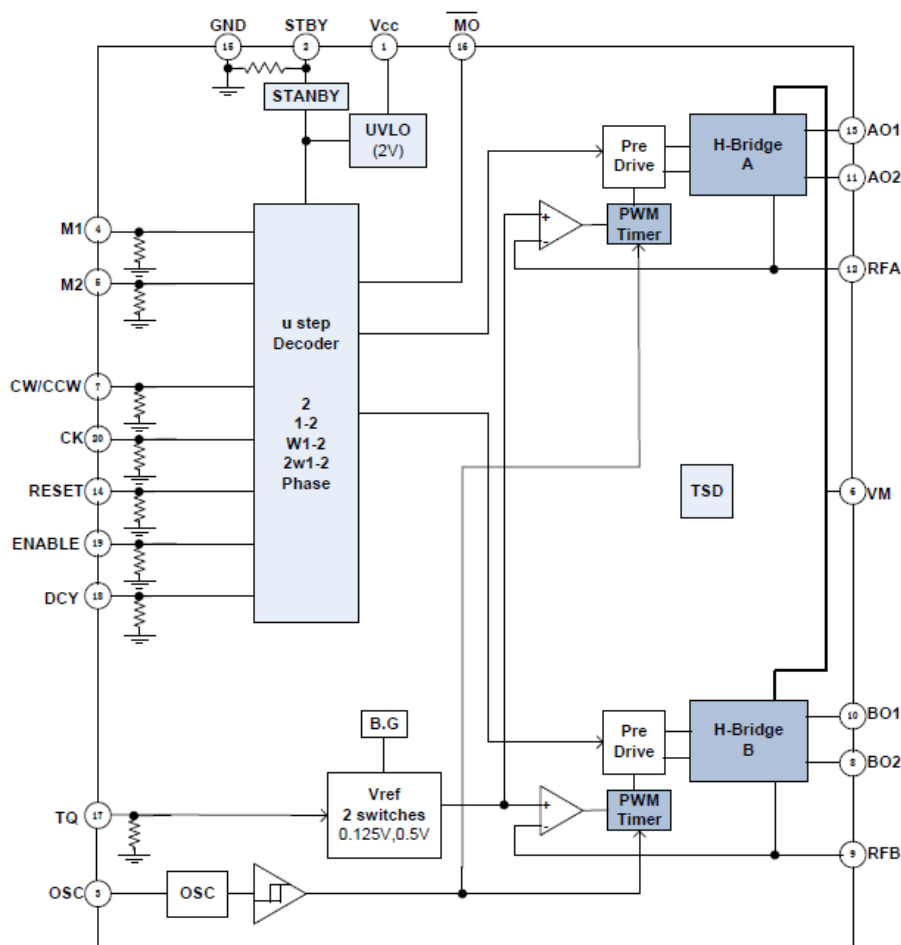 GND STBY Vcc MO
15 2 1 16
STANBY
UVLO
(2V)
Pre
Drive
H-Bridge
A
13 AO1
11 AO2
M1 4
+
-
PWM
Timer
12 RFA
M2 5
u step
Decoder
CW/CCW 7
2
1-2
W1-2
2w1-2
Phase
CK 20
RESET 14
TSD
6 VM
ENABLE 19
DCY 18
B.G
Pre
Drive
H-Bridge
B
10 BO1
8 BO2
TQ 17
Vref
2 switches
0.125V,0.5V
+
-
PWM
Timer
9 RFB
OSC 3
OSC